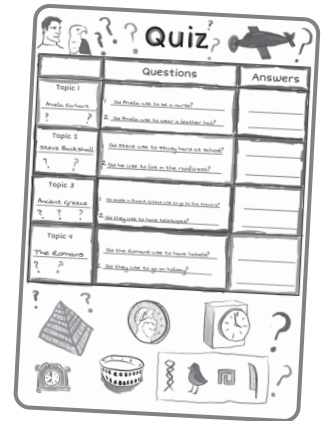 Quiz
Questions
Answers
Topic 1
Amelia Earhart
? ?
1. Did Amelia use to be a nurse?
2. Did Amelia use to wear a leather hat?
Topic 2
Steve Backshall
? ?
1. Did Steve use to study hard at school?
2. Did he use to live in the rainforest?
Topic 3
Ancient Greece
? ? ?
1. Did people in Ancient Greece use to go to the theatre?
2. Did they use to have telescopes?
Topic 4
The Romans
? ?
Did the Romans use to have hotels?
2. Did they use to go on holiday?